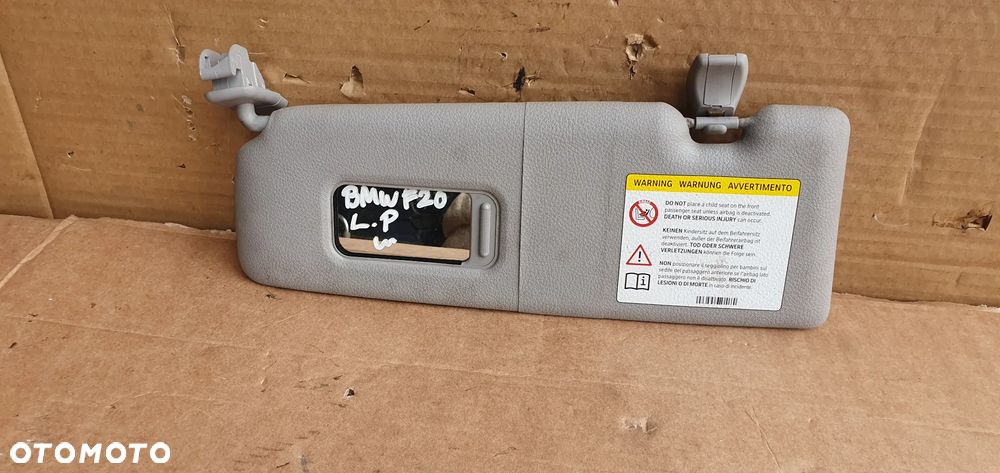 BMW F20
L.P
WARNING WARNUNG AVVERTIMENTO
DO NOT place a child seat on the front
passenger seat unless airbag is deactivated.
DEATH OR SERIOUS INJURY can occur.
KEINEN Kindersitz auf dem Beifahrersitz
verwenden, außer der Beifahrerairbag ist
deaktiviert. TOD ODER SCHWERE
VERLETZUNGEN können die Folge sein.
NON posizionare il seggiolino per bambini sul
sedile del passaggero anteriore se l'airbag lato
passaggero non è disattivato. RISCHIO DI
LESIONI O DI MORTE in caso di incidente.
OTOMOTO